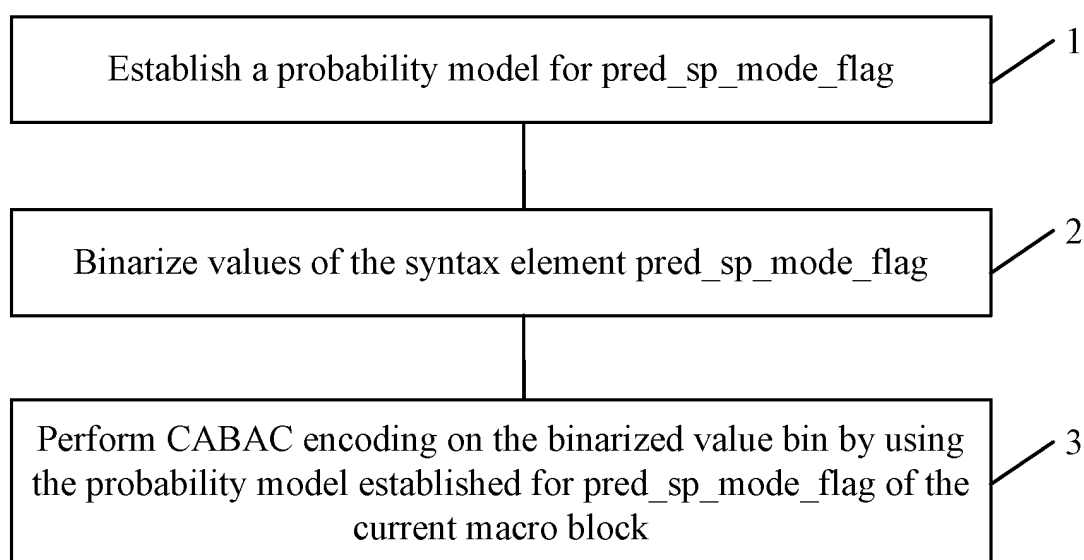 Establish a probability model for pred_sp_mode_flag
1
Binarize values of the syntax element pred_sp_mode_flag
2
Perform CABAC encoding on the binarized value bin by using
the probability model established for pred_sp_mode_flag of the
current macro block
3